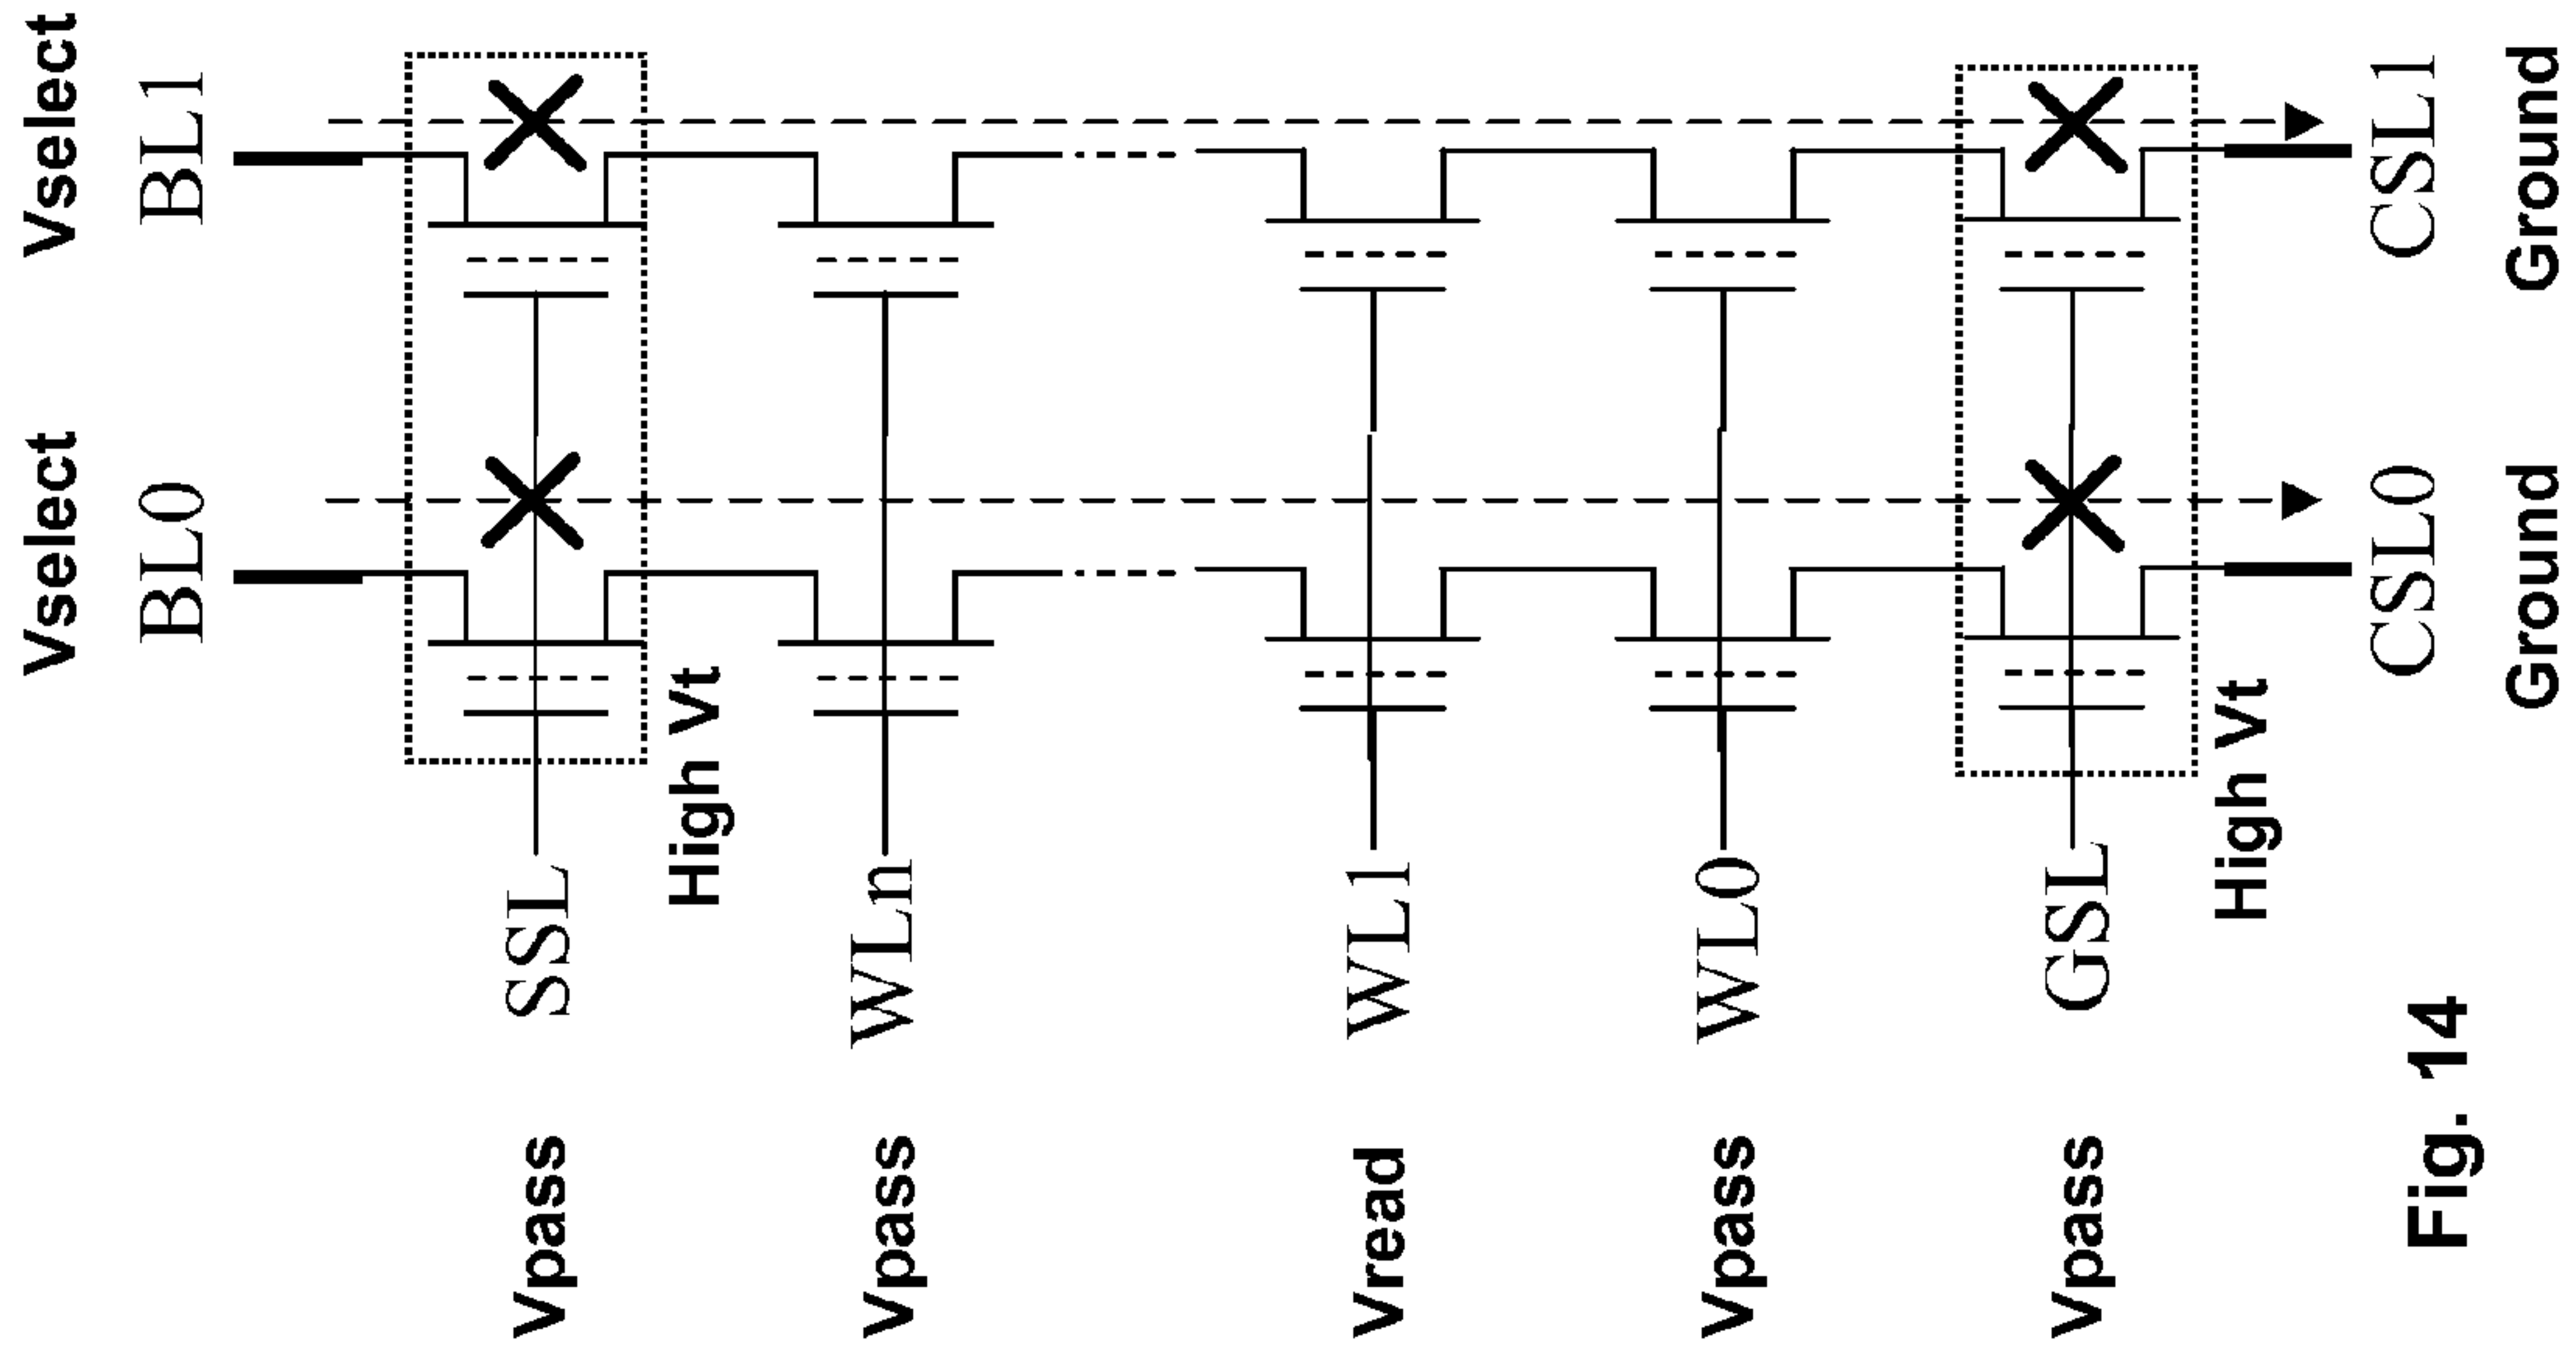 Vselect Vselect
BL0 BL1
Vpass SSL
High Vt
Vpass WLn
Vread WL1
Vpass WL0
Vpass GSL
High Vt
CSL0 CSL1
Fig. 14
Ground Ground